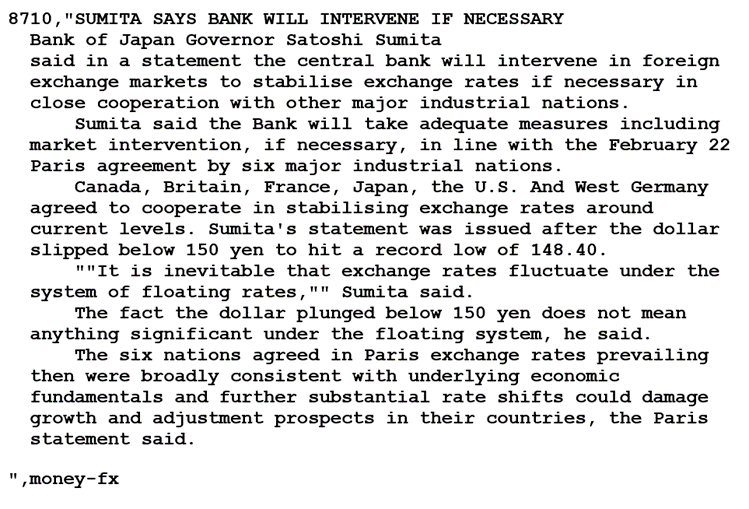 8710,"SUMITA SAYS BANK WILL INTERVENE IF NECESSARY
Bank of Japan Governor Satoshi Sumita
said in a statement the central bank will intervene in foreign
exchange markets to stabilise exchange rates if necessary in
close cooperation with other major industrial nations.
Sumita said the Bank will take adequate measures including
market intervention, if necessary, in line with the February 22
Paris agreement by six major industrial nations.
Canada, Britain, France, Japan, the U.S. And West Germany
agreed to cooperate in stabilising exchange rates around
current levels. Sumita's statement was issued after the dollar
slipped below 150 yen to hit a record low of 148.40.
""It is inevitable that exchange rates fluctuate under the
system of floating rates,"" Sumita said.
The fact the dollar plunged below 150 yen does not mean
anything significant under the floating system, he said.
The six nations agreed in Paris exchange rates prevailing
then were broadly consistent with underlying economic
fundamentals and further substantial rate shifts could damage
growth and adjustment prospects in their countries, the Paris
statement said.
",money-fx